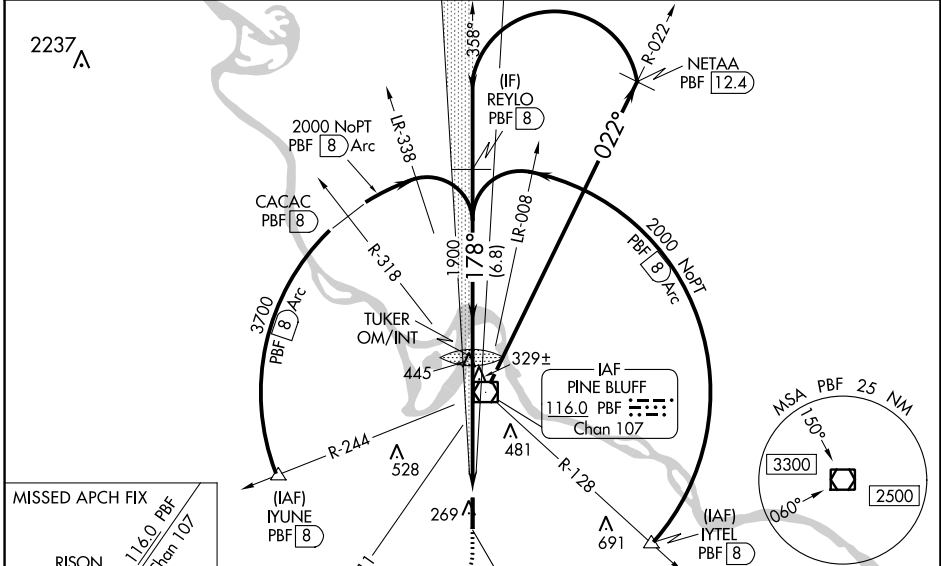 2237
358°
R-022
NETAA
PBF 12.4
(IF)
REYLO
PBF 8
2000 NoPT
PBF 8 Arc
LR-338
022°
CACAC
PBF 8
R-318
LR-008
1900
178°
(6.8)
2000 NoPT
PBF 8 Arc
3700
PBF 8 Arc
TUKER
OM/INT
445
329±
IAF
PINE BLUFF
116.0 PBF
Chan 107
MSA PBF 25 NM
150°
3300
060°
2500
R-244
528
481
R-128
(IAF)
IYUNE
PBF 8
269
691
(IAF)
IYTEL
PBF 8
MISSED APCH FIX
116.0 PBF
Chan 107
RISON